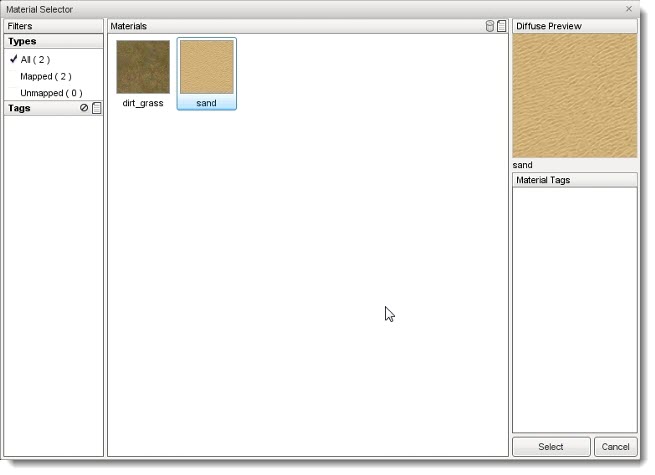 Material Selector
Filters
Types
All ( 2 )
Mapped ( 2 )
Unmapped ( 0 )
Tags
Materials
dirt_grass
sand
Diffuse Preview
sand
Material Tags
Select
Cancel